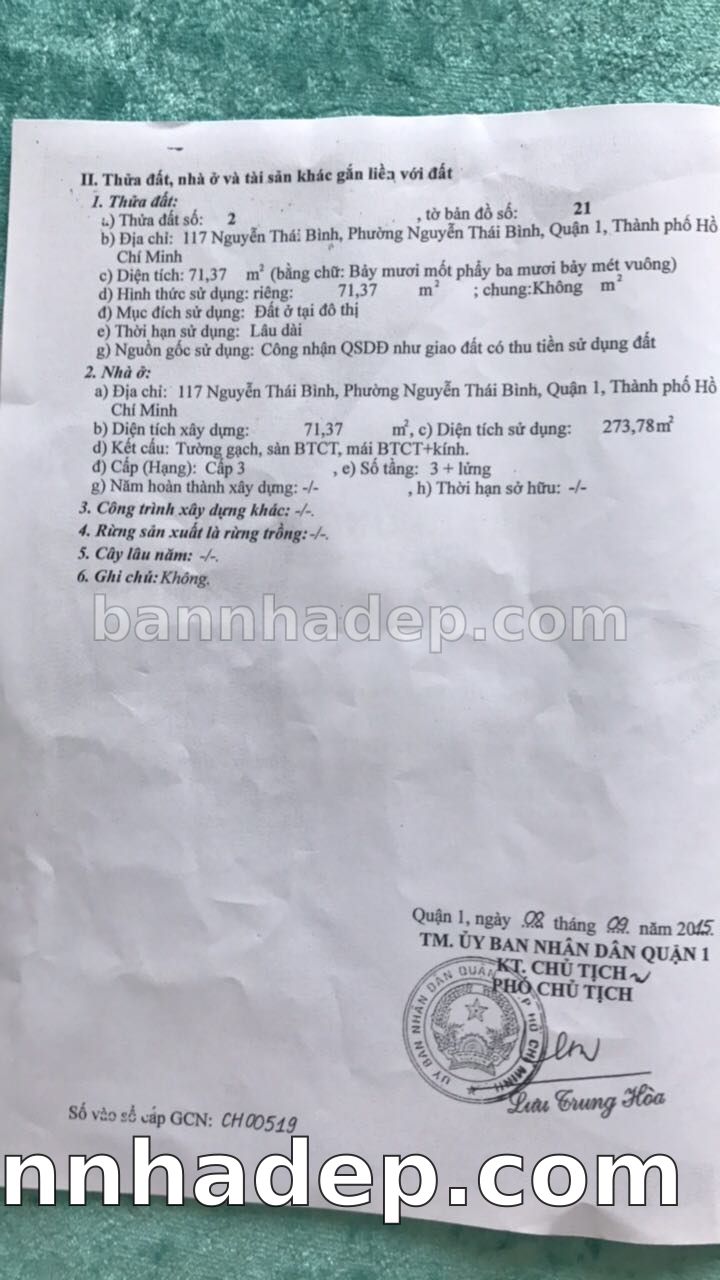 II. Thửa đất, nhà ở và tài sản khác gắn liền với đất
1. Thửa đất:
a) Thửa đất số: 2 , tờ bản đồ số: 21
b) Địa chỉ: 117 Nguyễn Thái Bình, Phường Nguyễn Thái Bình, Quận 1, Thành phố Hồ
Chí Minh
c) Diện tích: 71,37 m² (bằng chữ: Bảy mươi mốt phẩy ba mươi bảy mét vuông)
d) Hình thức sử dụng: riêng: 71,37 m² ; chung:Không m²
đ) Mục đích sử dụng: Đất ở tại đô thị
e) Thời hạn sử dụng: Lâu dài
g) Nguồn gốc sử dụng: Công nhận QSDĐ như giao đất có thu tiền sử dụng đất
2. Nhà ở:
a) Địa chỉ: 117 Nguyễn Thái Bình, Phường Nguyễn Thái Bình, Quận 1, Thành phố Hồ
Chí Minh
b) Diện tích xây dựng: 71,37 m², c) Diện tích sử dụng: 273,78m²
d) Kết cấu: Tường gạch, sàn BTCT, mái BTCT+kính.
đ) Cấp (Hạng): Cấp 3 , e) Số tầng: 3 + lửng
g) Năm hoàn thành xây dựng: -/- , h) Thời hạn sở hữu: -/-
3. Công trình xây dựng khác: -/-.
4. Rừng sản xuất là rừng trồng:-/-.
5. Cây lâu năm: -/-.
6. Ghi chú: Không.
bannhadep.com
Quận 1, ngày 08 tháng 09 năm 2015.
TM. ỦY BAN NHÂN DÂN QUẬN 1
KT. CHỦ TỊCH
PHÓ CHỦ TỊCH
Lưu Trung Hòa
Số vào sổ cấp GCN: CH00519
nnhadep.com